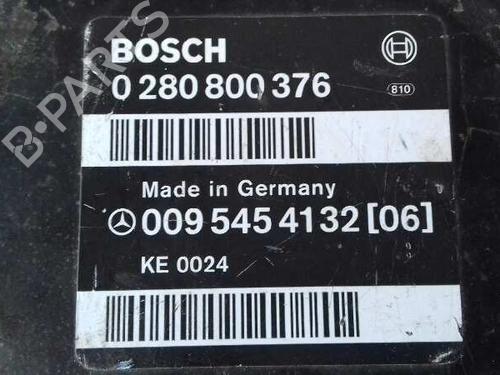 B-PARTS
BOSCH
0 280 800 376
810
Made in Germany
009 545 4132 [06]
KE 0024